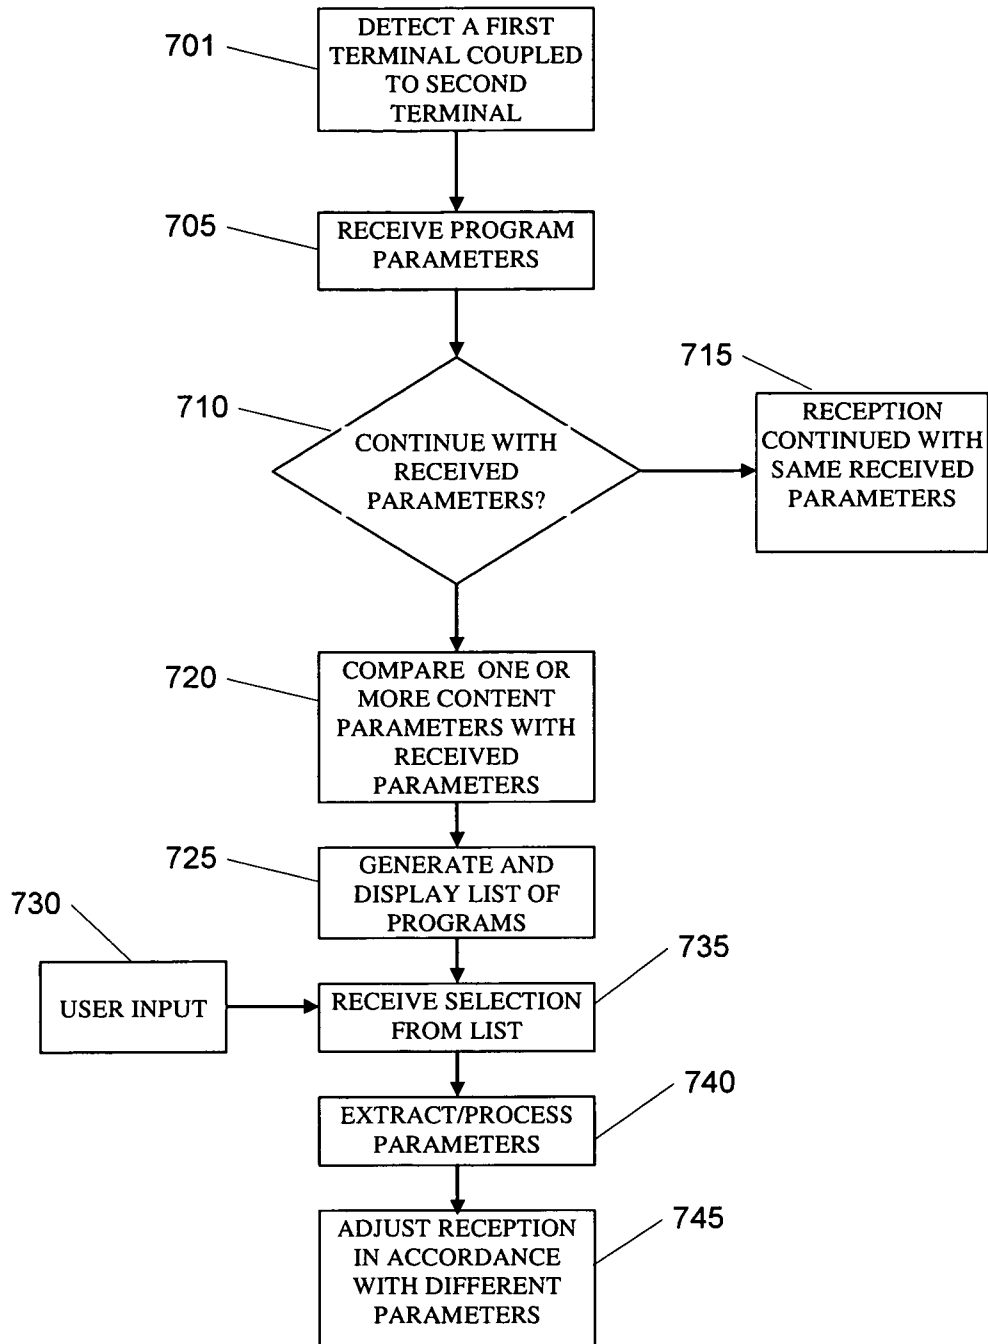 701
DETECT A FIRST
TERMINAL COUPLED
TO SECOND
TERMINAL
705
RECEIVE PROGRAM
PARAMETERS
710
CONTINUE WITH
RECEIVED
PARAMETERS?
715
RECEPTION
CONTINUED WITH
SAME RECEIVED
PARAMETERS
720
COMPARE ONE OR
MORE CONTENT
PARAMETERS WITH
RECEIVED
PARAMETERS
725
GENERATE AND
DISPLAY LIST OF
PROGRAMS
730
USER INPUT
735
RECEIVE SELECTION
FROM LIST
740
EXTRACT/PROCESS
PARAMETERS
745
ADJUST RECEPTION
IN ACCORDANCE
WITH DIFFERENT
PARAMETERS